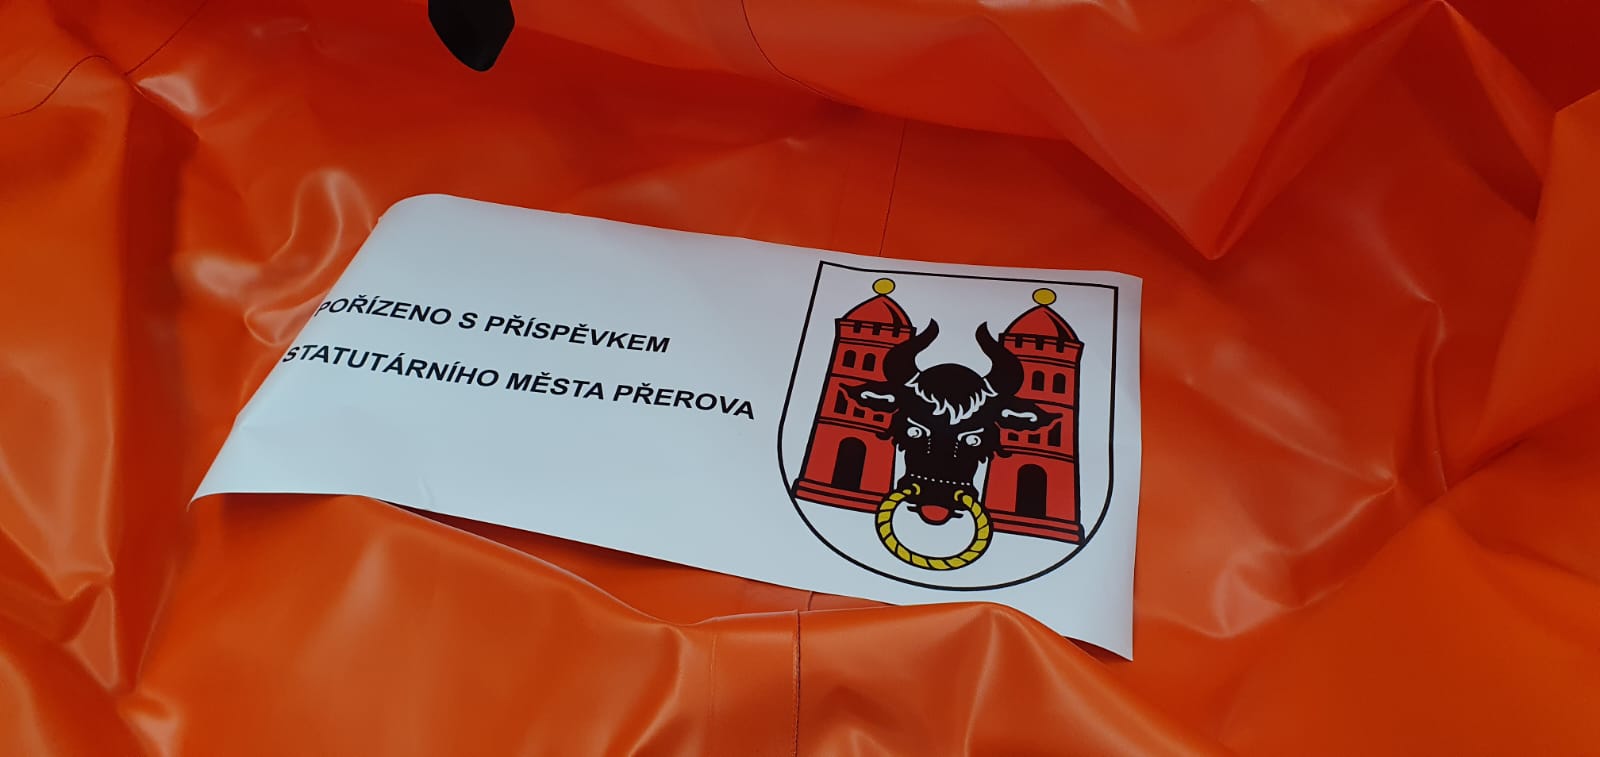 POŘÍZENO S PŘÍSPĚVKEM
STATUTÁRNÍHO MĚSTA PŘEROVA